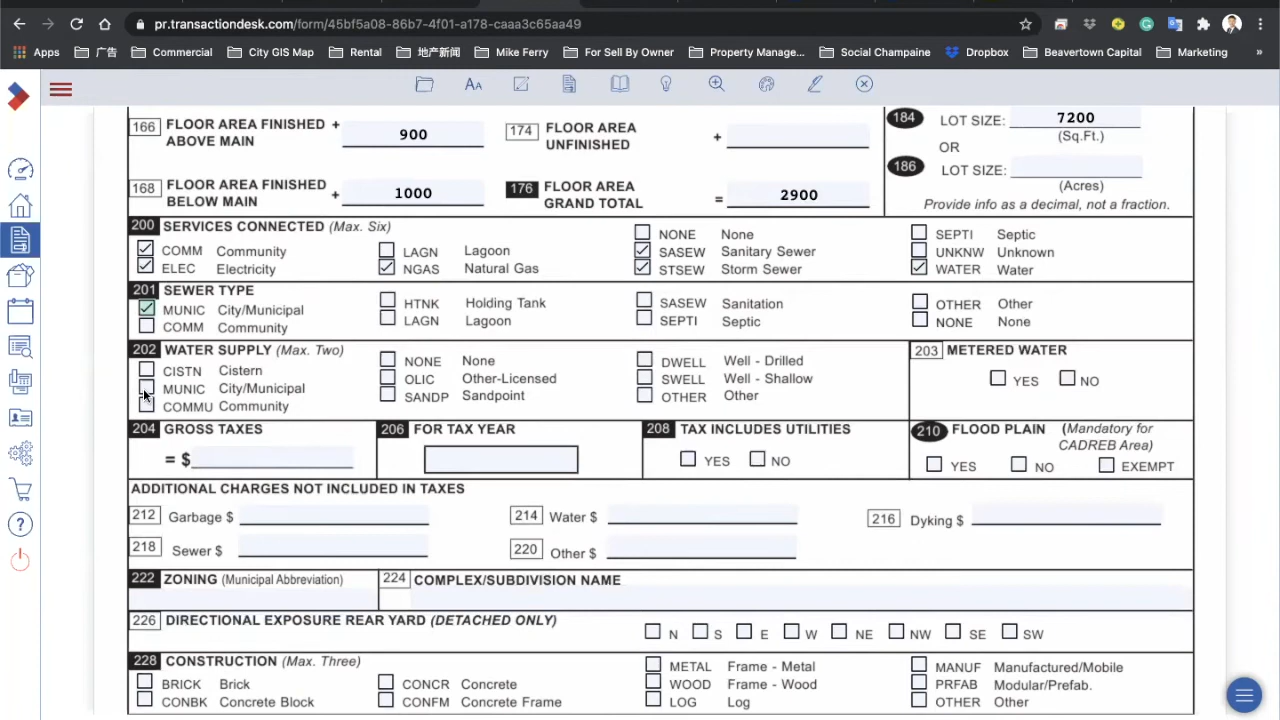 pr.transactiondesk.com/form/45bf5a08-86b7-4f01-a178-caaa3c65aa49
Apps 广告 Commercial City GIS Map Rental 地产新闻 Mike Ferry For Sell By Owner Property Manage... Social Champaine Dropbox Beavertown Capital Marketing »
166 FLOOR AREA FINISHED ABOVE MAIN + 900 174 FLOOR AREA UNFINISHED + 184 LOT SIZE: 7200
(Sq.Ft.)
OR
186 LOT SIZE:
(Acres)
168 FLOOR AREA FINISHED BELOW MAIN + 1000 176 FLOOR AREA GRAND TOTAL = 2900
Provide info as a decimal, not a fraction.
200 SERVICES CONNECTED (Max. Six) NONE None SEPTI Septic
COMM Community LAGN Lagoon SASEW Sanitary Sewer UNKNW Unknown
ELEC Electricity NGAS Natural Gas STSEW Storm Sewer WATER Water
201 SEWER TYPE
MUNIC City/Municipal HTNK Holding Tank SASEW Sanitation OTHER Other
COMM Community LAGN Lagoon SEPTI Septic NONE None
202 WATER SUPPLY (Max. Two) 203 METERED WATER
CISTN Cistern NONE None DWELL Well - Drilled
MUNIC City/Municipal OLIC Other-Licensed SWELL Well - Shallow YES NO
COMMU Community SANDP Sandpoint OTHER Other
204 GROSS TAXES 206 FOR TAX YEAR 208 TAX INCLUDES UTILITIES 210 FLOOD PLAIN (Mandatory for CADREB Area)
= $ YES NO YES NO EXEMPT
ADDITIONAL CHARGES NOT INCLUDED IN TAXES
212 Garbage $ 214 Water $ 216 Dyking $
218 Sewer $ 220 Other $
222 ZONING (Municipal Abbreviation) 224 COMPLEX/SUBDIVISION NAME
226 DIRECTIONAL EXPOSURE REAR YARD (DETACHED ONLY) N S E W NE NW SE SW
228 CONSTRUCTION (Max. Three) METAL Frame - Metal MANUF Manufactured/Mobile
BRICK Brick CONCR Concrete WOOD Frame - Wood PRFAB Modular/Prefab.
CONBK Concrete Block CONFM Concrete Frame LOG Log OTHER Other